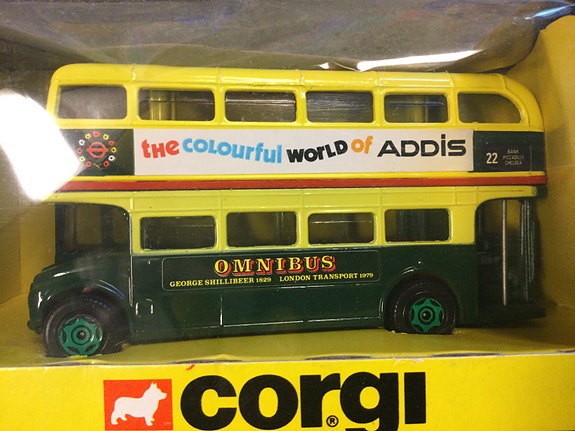 the colourful WORLD of ADDIS
22 BANK
PICCADILLY
CHELSEA
OMNIBUS
GEORGE SHILLIBEER 1829 LONDON TRANSPORT 1979
corgi®